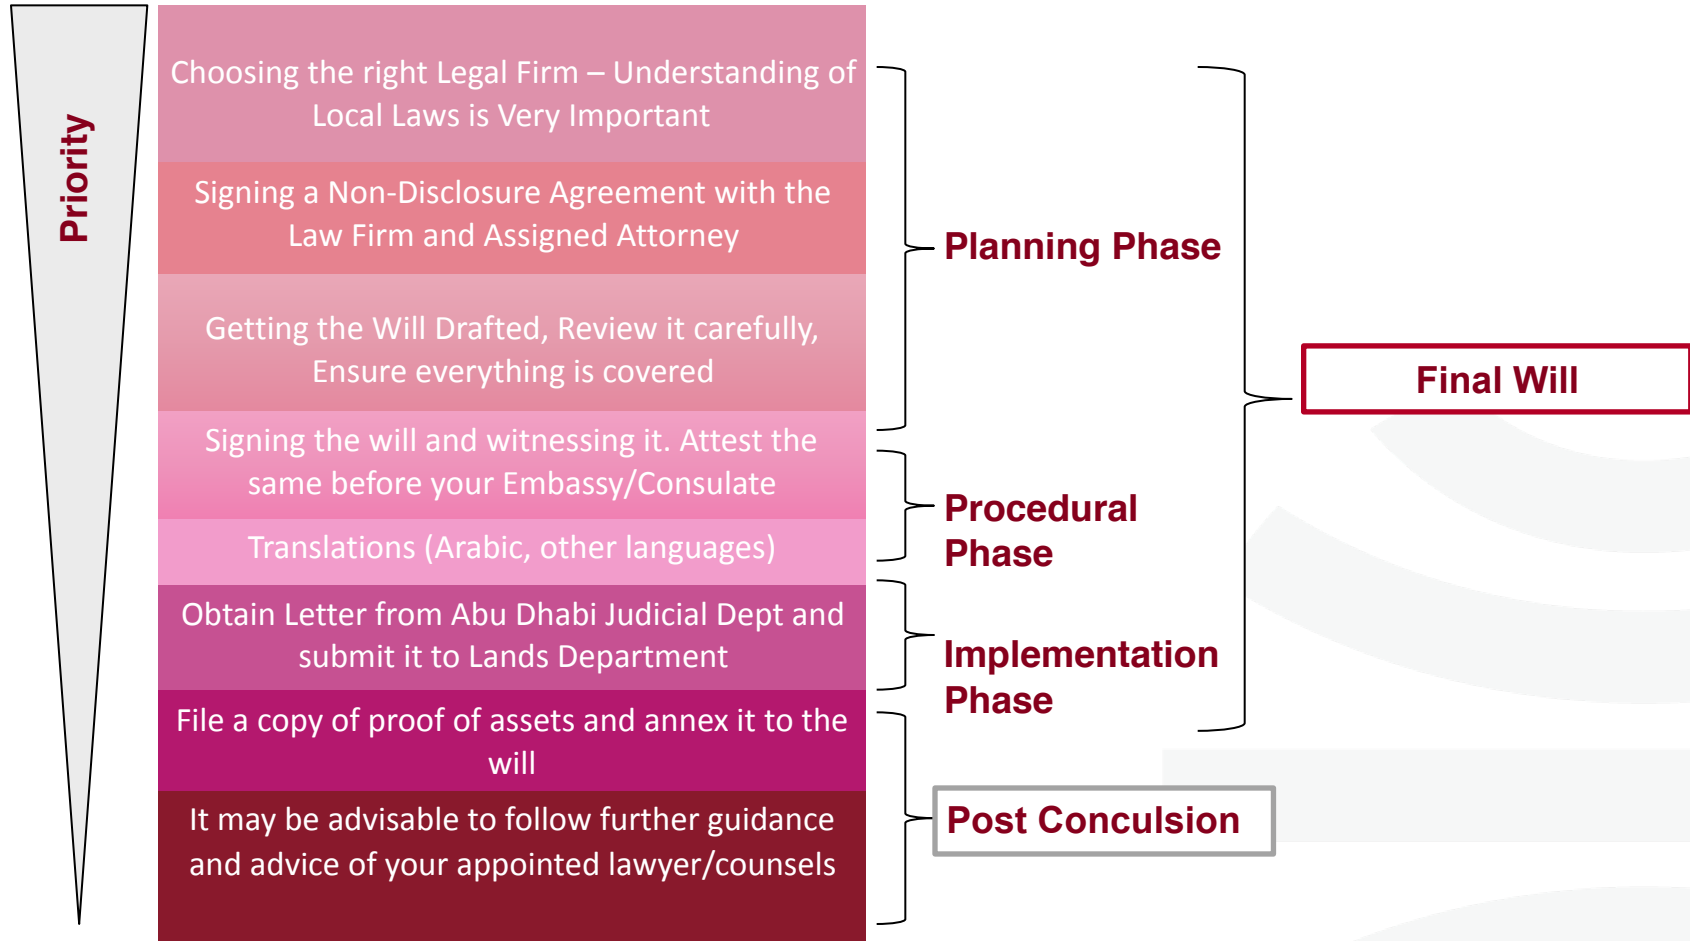 Priority
Choosing the right Legal Firm – Understanding of
Local Laws is Very Important
Signing a Non-Disclosure Agreement with the
Law Firm and Assigned Attorney
Getting the Will Drafted, Review it carefully,
Ensure everything is covered
Signing the will and witnessing it. Attest the
same before your Embassy/Consulate
Translations (Arabic, other languages)
Obtain Letter from Abu Dhabi Judicial Dept and
submit it to Lands Department
File a copy of proof of assets and annex it to the
will
It may be advisable to follow further guidance
and advice of your appointed lawyer/counsels
Planning Phase
Procedural
Phase
Implementation
Phase
Post Conculsion
Final Will